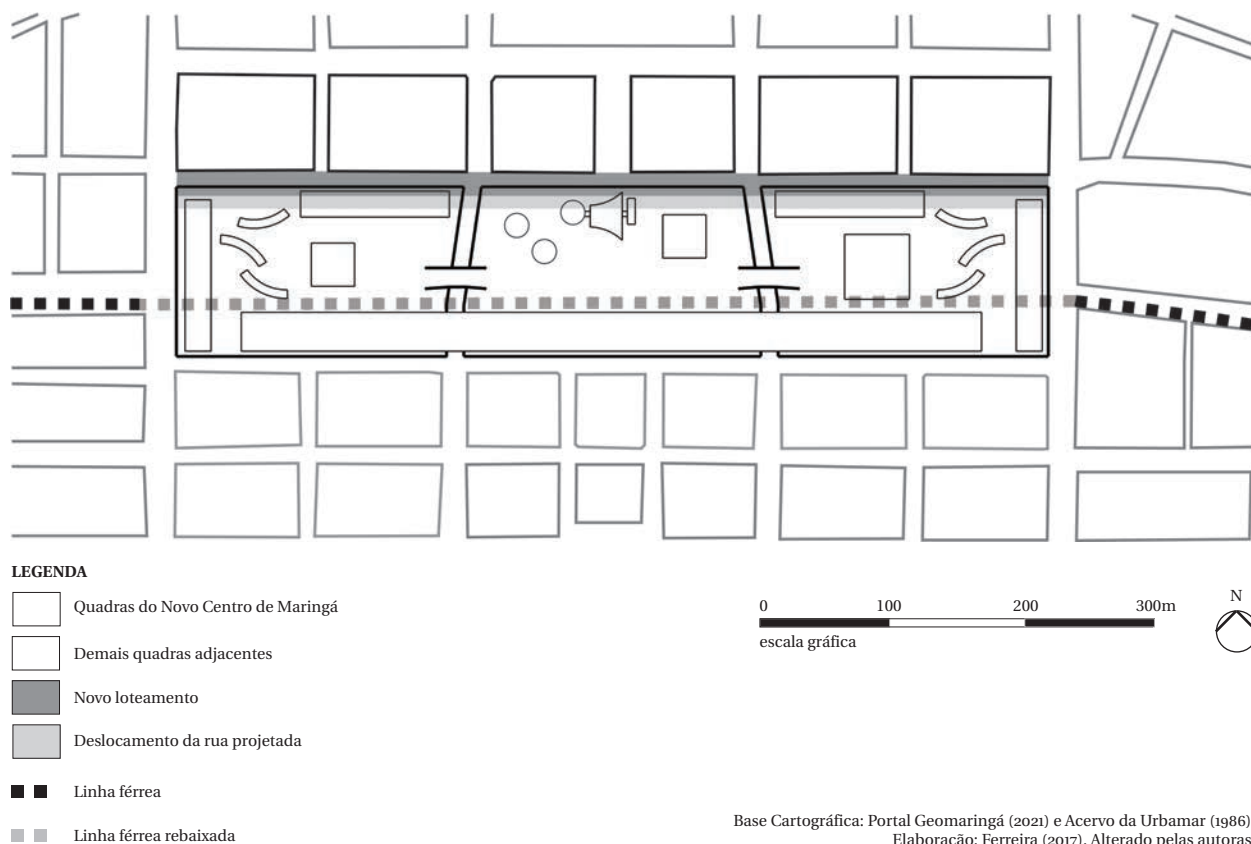 LEGENDA
Quadras do Novo Centro de Maringá
Demais quadras adjacentes
Novo loteamento
Deslocamento da rua projetada
Linha férrea
Linha férrea rebaixada
0 100 200 300m
escala gráfica
N
Base Cartográfica: Portal Geomaringá (2021) e Acervo da Urbamar (1986)
Elaboração: Ferreira (2017). Alterado pelas autoras